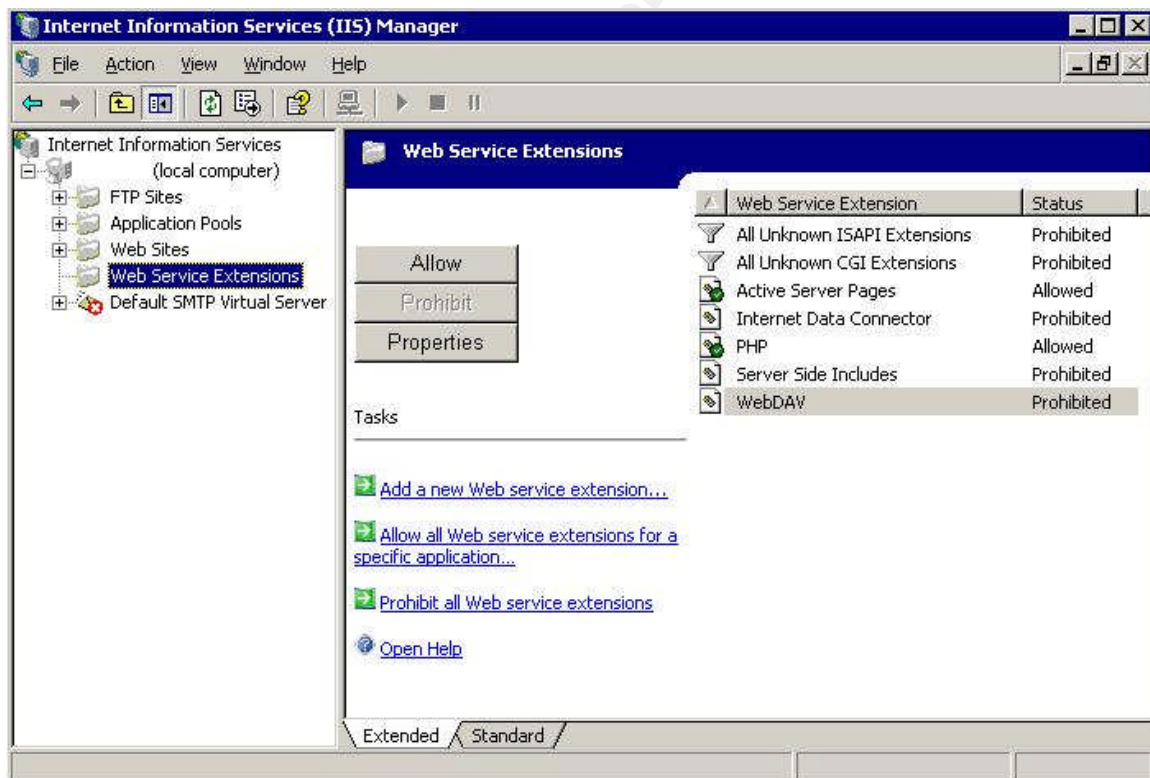 Internet Information Services (IIS) Manager
File Action View Window Help
Internet Information Services
(local computer)
FTP Sites
Application Pools
Web Sites
Web Service Extensions
Default SMTP Virtual Server
Web Service Extensions
Allow
Prohibit
Properties
Tasks
Add a new Web service extension...
Allow all Web service extensions for a
specific application...
Prohibit all Web service extensions
Open Help
Web Service Extension Status
All Unknown ISAPI Extensions Prohibited
All Unknown CGI Extensions Prohibited
Active Server Pages Allowed
Internet Data Connector Prohibited
PHP Allowed
Server Side Includes Prohibited
WebDAV Prohibited
Extended Standard